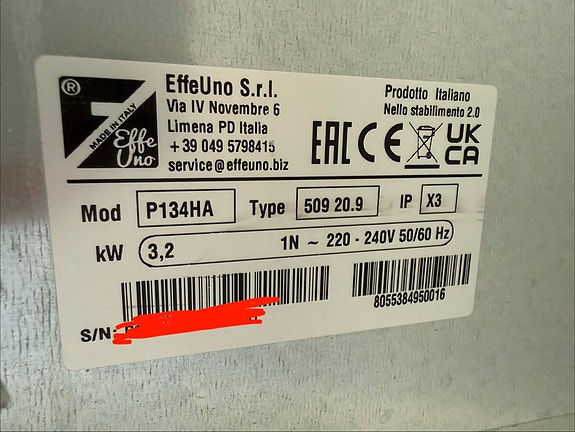 ®
MADE IN ITALY
Effe
Uno
EffeUno S.r.l.
Via IV Novembre 6
Limena PD Italia
+39 049 5798415
service@effeuno.biz
Prodotto Italiano
Nello stabilimento 2.0
EAC CE UK
CA
Mod P134HA Type 509 20.9 IP X3
kW 3,2 1N ~ 220 - 240V 50/60 Hz
8055384950016
S/N: